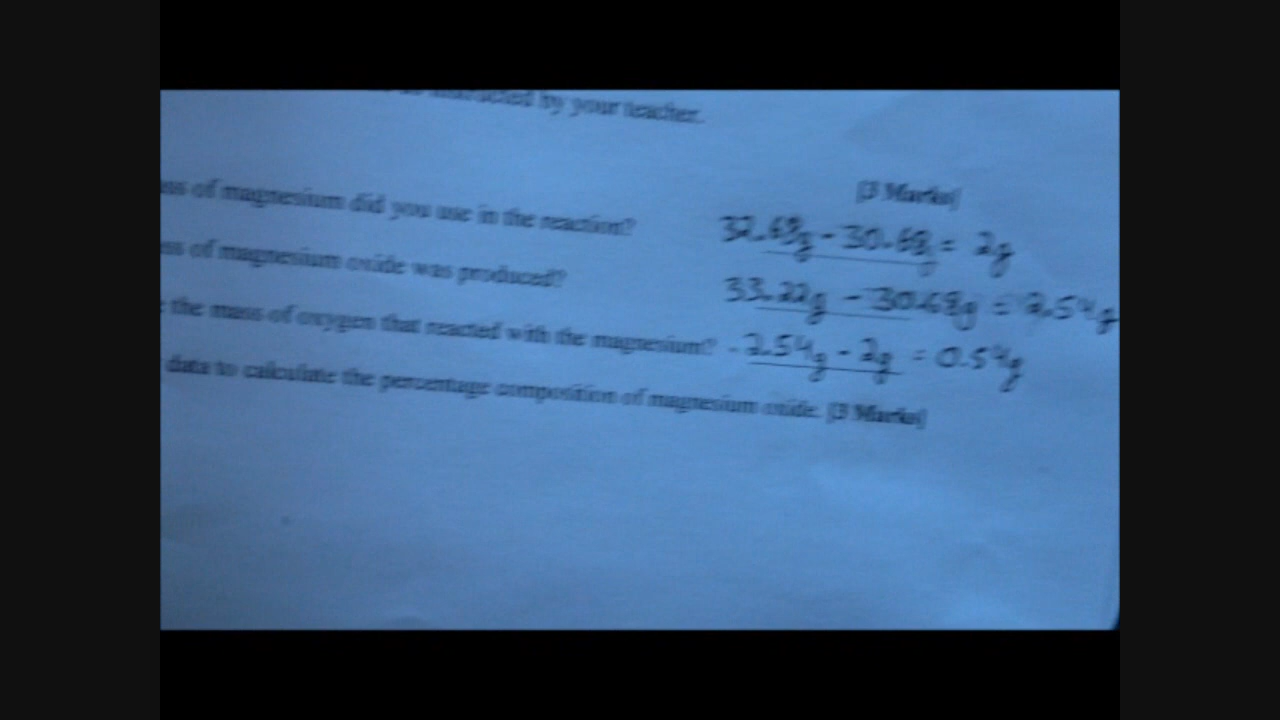 instructed by your teacher.
[3 Marks]
of magnesium did you use in the reaction? 32.68g - 30.68g = 2g
of magnesium oxide was produced? 33.22g - 30.68g = 2.54g
the mass of oxygen that reacted with the magnesium? 2.54g - 2g = 0.54g
data to calculate the percentage composition of magnesium oxide. [3 Marks]